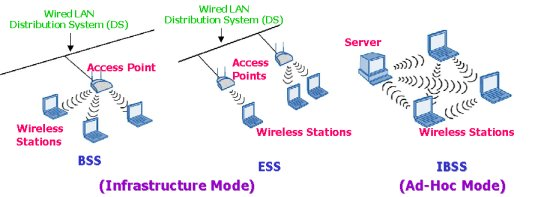 Wired LAN
Distribution System (DS)
Access Point
Wireless
Stations
BSS
Wired LAN
Distribution System (DS)
Access
Points
Wireless Stations
ESS
(Infrastructure Mode)
Server
Wireless Stations
IBSS
(Ad-Hoc Mode)